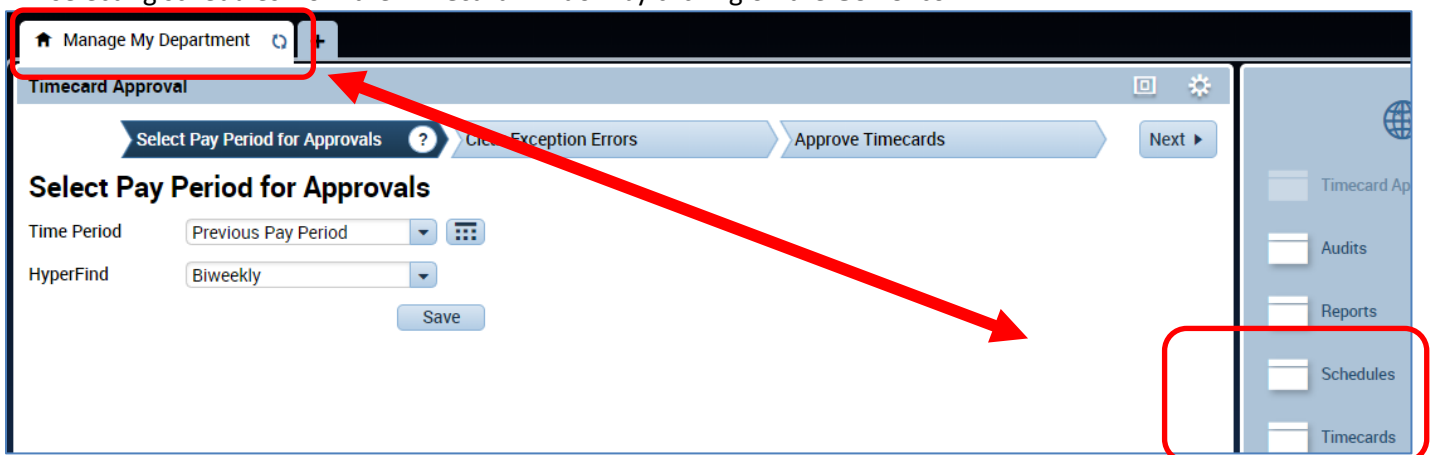 Manage My Department +
Timecard Approval
Select Pay Period for Approvals ? Exception Errors Approve Timecards Next
Select Pay Period for Approvals
Time Period Previous Pay Period
HyperFind Biweekly
Save
Timecard Ap
Audits
Reports
Schedules
Timecards